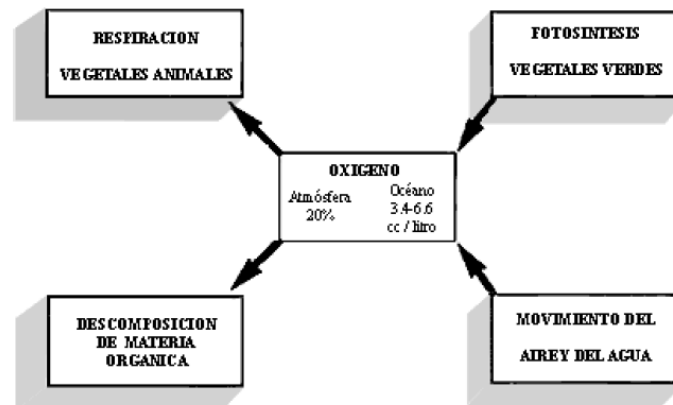 RESPIRACION
VEGETALES ANIMALES
FOTOSINTESIS
VEGETALES VERDES
OXIGENO
Atmósfera
20%
Océano
3.4-6.6
cc / litro
DESCOMPOSICION
DE MATERIA
ORGANICA
MOVIMIENTO DEL
AIREY DEL AGUA